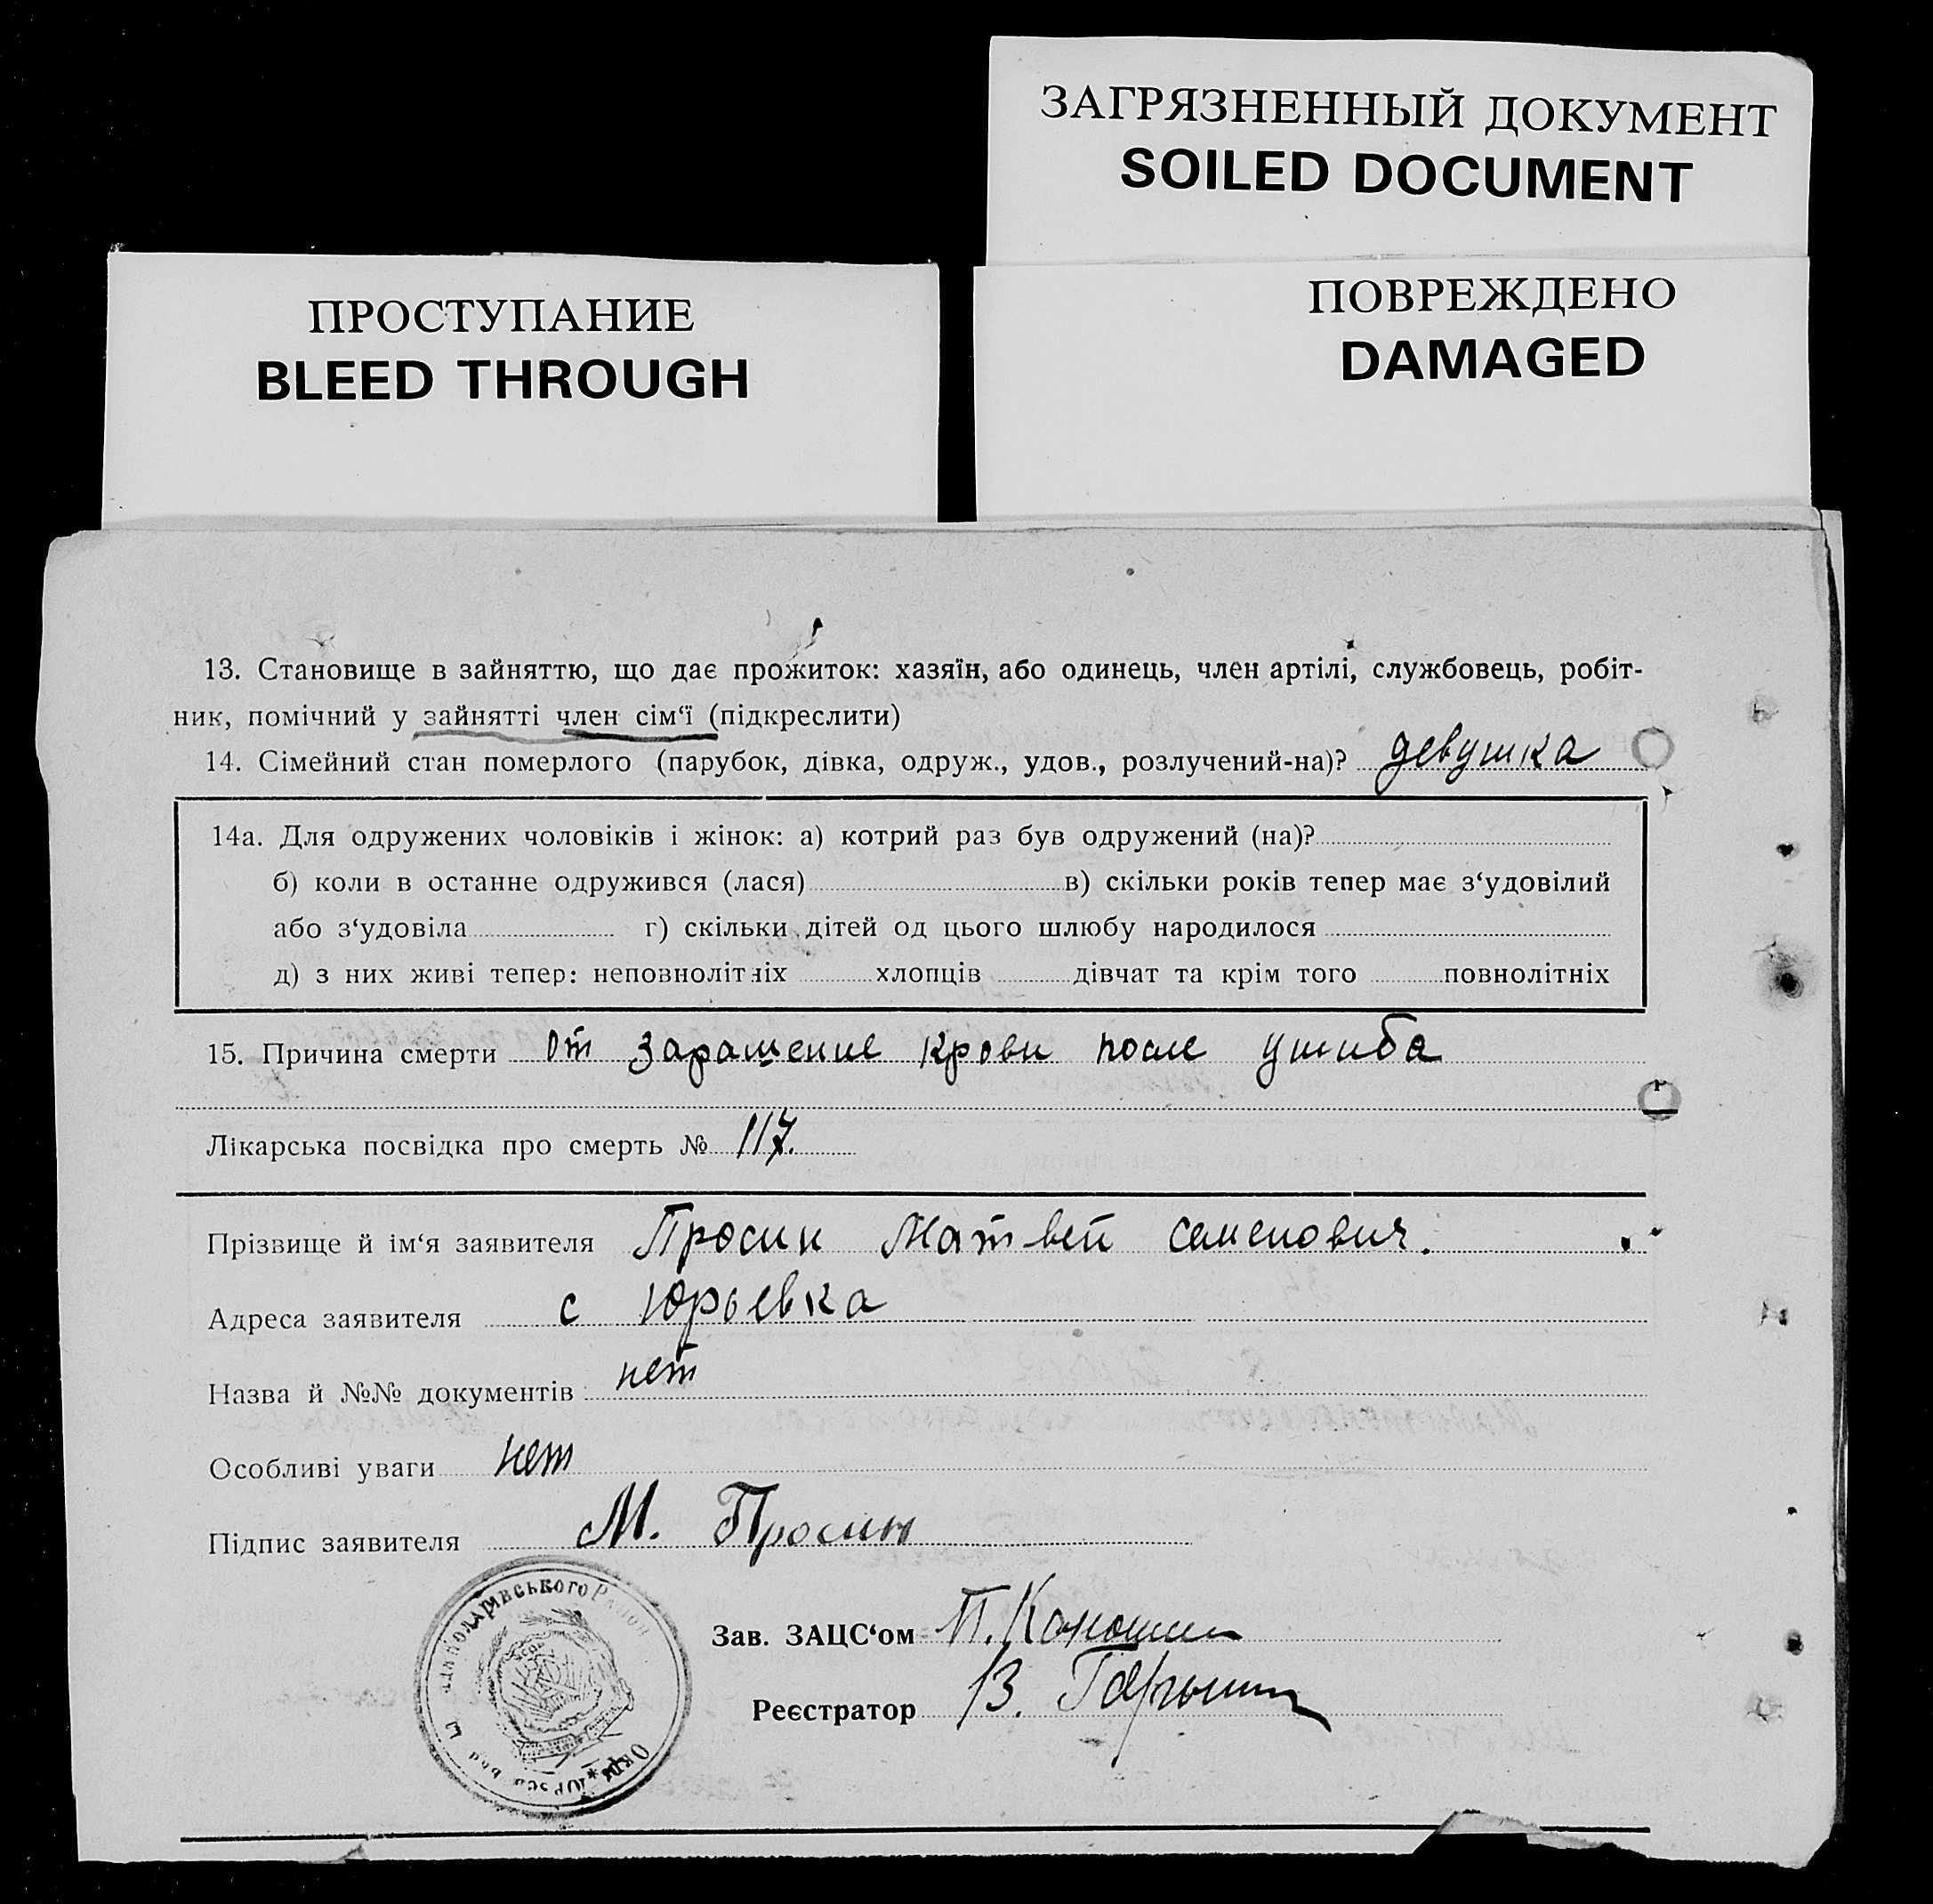 ЗАГРЯЗНЕННЫЙ ДОКУМЕНТ
SOILED DOCUMENT
ПРОСТУПАНИЕ
BLEED THROUGH
ПОВРЕЖДЕНО
DAMAGED
13. Становище в зайняттю, що дає прожиток: хазяїн, або одинець, член артілі, службовець, робіт-
ник, помічний у зайнятті член сім‘ї (підкреслити)
14. Сімейний стан померлого (парубок, дівка, одруж., удов., розлучений-на)? девушка
14а. Для одружених чоловіків і жінок: а) котрий раз був одружений (на)?
б) коли в останне одружився (лася) в) скільки років тепер має з‘удовілий
або з‘удовіла г) скільки дітей од цього шлюбу народилося
д) з них живі тепер: неповнолітніх хлопців дівчат та крім того повнолітніх
15. Причина смерти от заражение крови после ушиба
Лікарська посвідка про смерть № 117.
Прізвище й ім‘я заявителя Просин Матвей Семенович.
Адреса заявителя с Юрьевка
Назва й №№ документів нет
Особливі уваги нет
Підпис заявителя М. Просин
Зав. ЗАЦС‘ом П.
Реєстратор В.